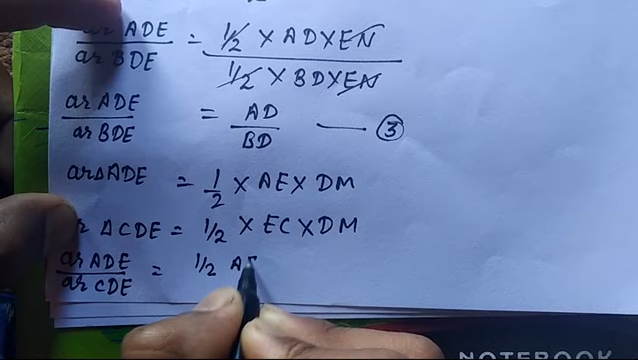 ar ADE / ar BDE = 1/2 X AD X EN / 1/2 X BD X EN
ar ADE / ar BDE = AD / BD —— ③
arΔADE = 1/2 X AE X DM
ar ΔCDE = 1/2 X EC X DM
ar ADE / ar CDE = 1/2 AE
NOTEBOOK